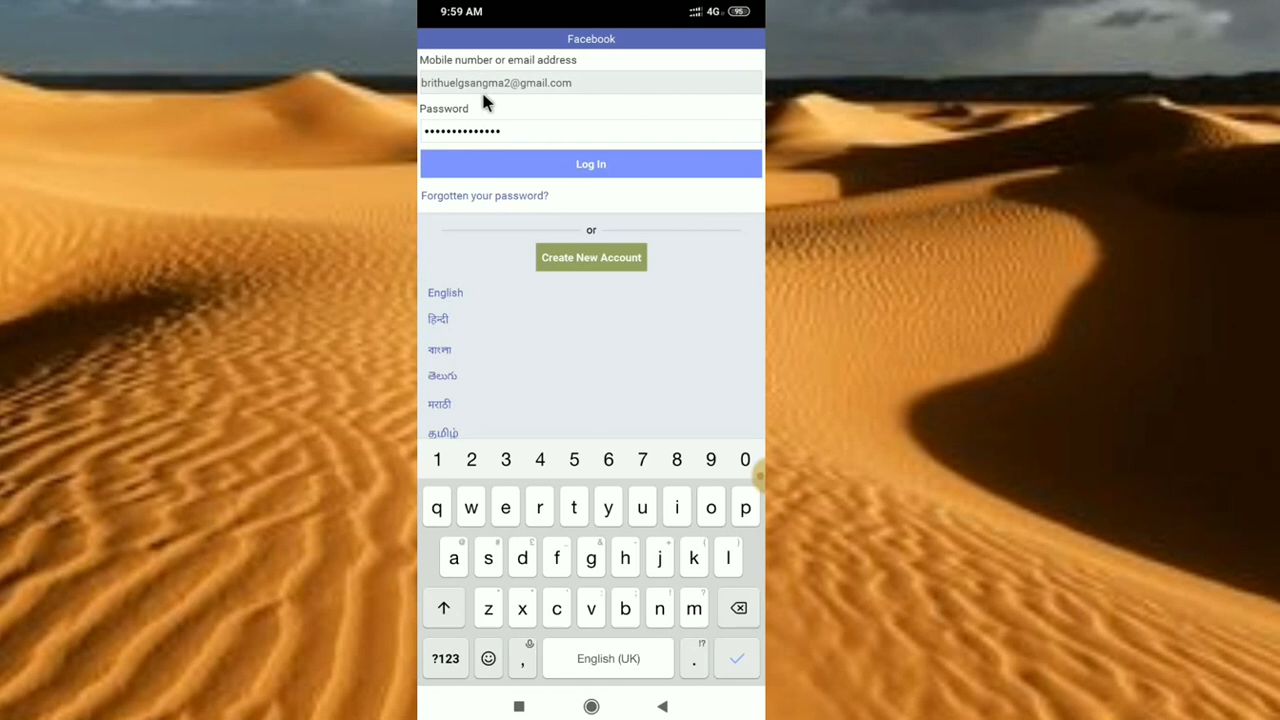 9:59 AM 4G 95
Facebook
Mobile number or email address
brithuelgsangma2@gmail.com
Password
••••••••••••••
Log In
Forgotten your password?
or
Create New Account
English
हिन्दी
বাংলা
తెలుగు
मराठी
தமிழ்
1 2 3 4 5 6 7 8 9 0
q w e r t y u i o p
a s d f g h j k l
z x c v b n m
?123 , English (UK) . !?